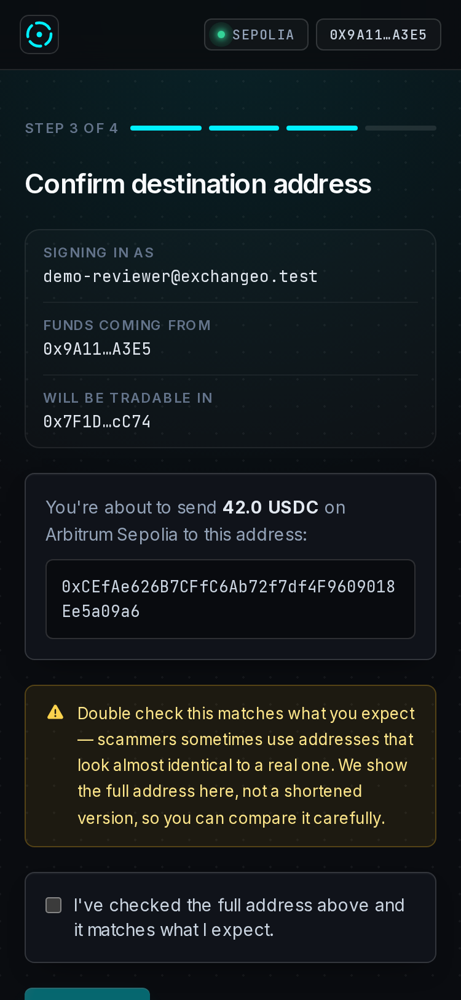 SEPOLIA
0X9A11…A3E5
STEP 3 OF 4
Confirm destination address
SIGNING IN AS
demo-reviewer@exchangeo.test
FUNDS COMING FROM
0x9A11…A3E5
WILL BE TRADABLE IN
0x7F1D…cC74
You're about to send 42.0 USDC on
Arbitrum Sepolia to this address:
0xCEfAe626B7CFfC6Ab72f7df4F9609018
Ee5a09a6
Double check this matches what you expect
— scammers sometimes use addresses that
look almost identical to a real one. We show
the full address here, not a shortened
version, so you can compare it carefully.
I've checked the full address above and
it matches what I expect.